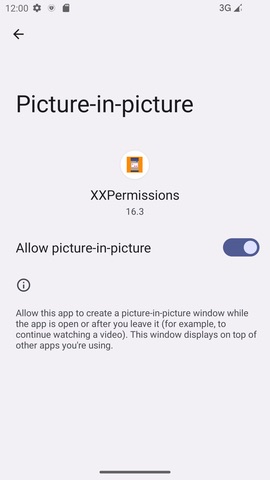 12:00
3G
Picture-in-picture
XXPermissions
16.3
Allow picture-in-picture
Allow this app to create a picture-in-picture window while
the app is open or after you leave it (for example, to
continue watching a video). This window displays on top of
other apps you're using.